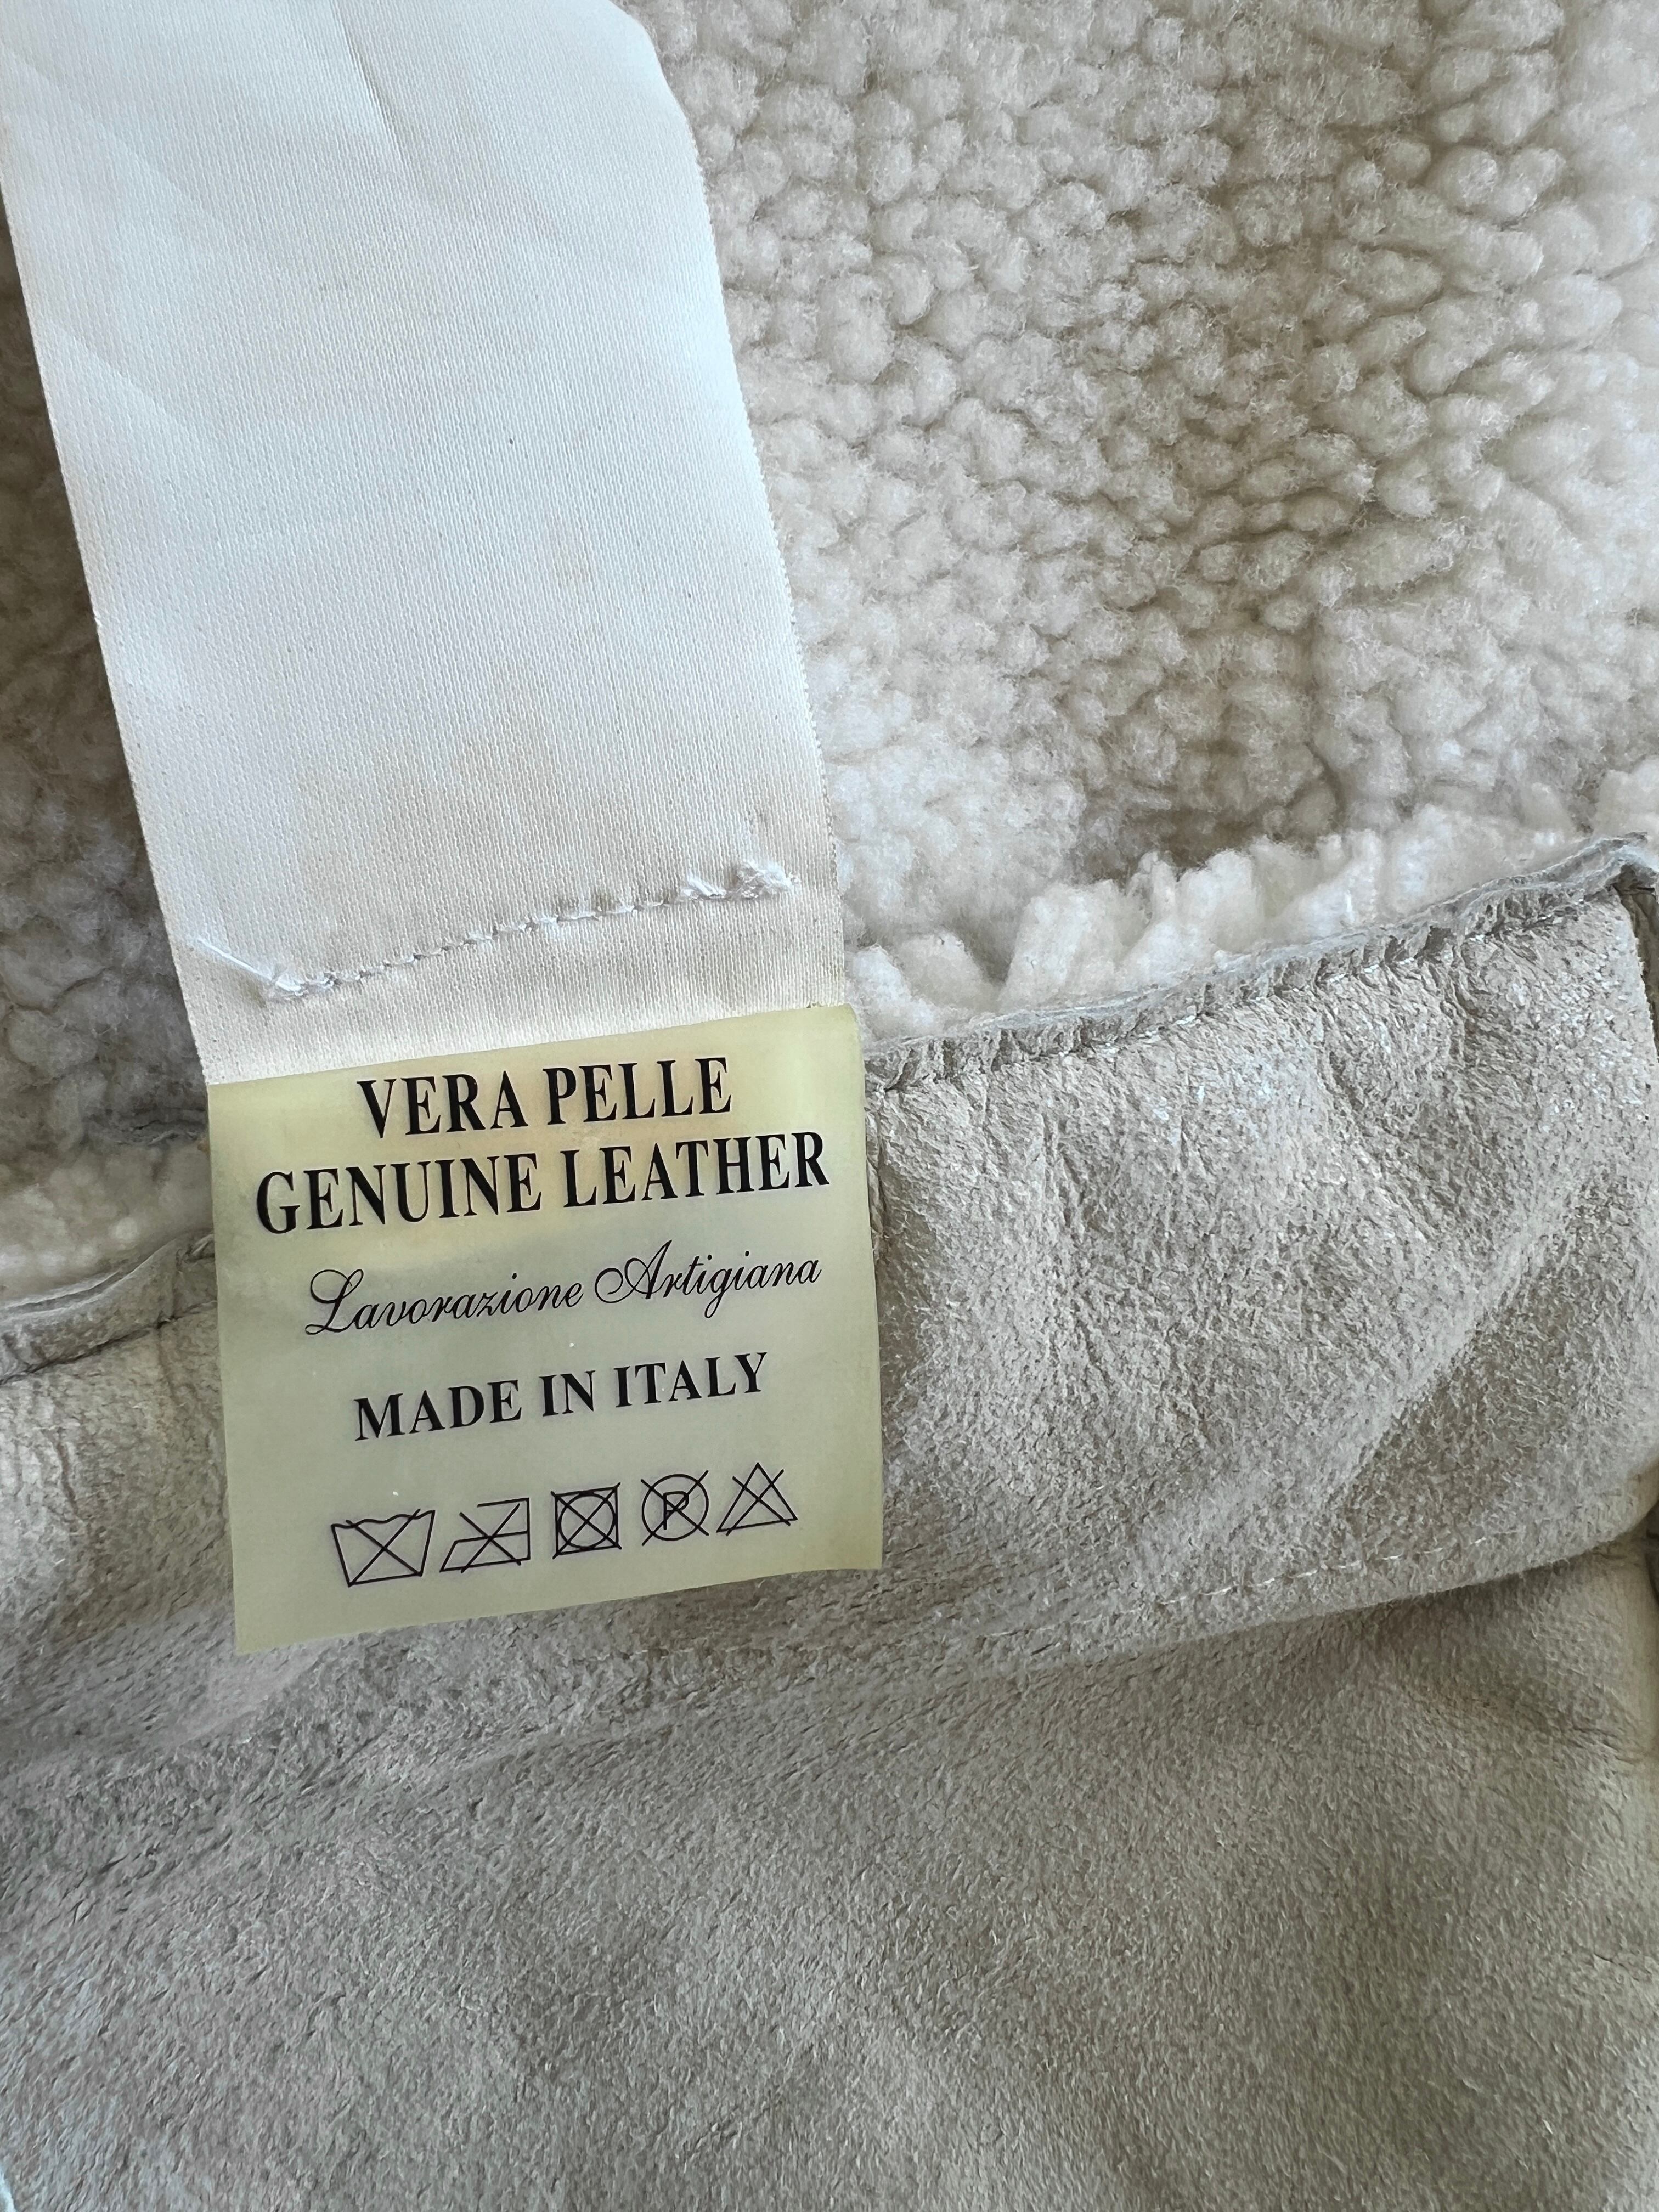 VERA PELLE
GENUINE LEATHER
Lavorazione Artigiana
MADE IN ITALY
P